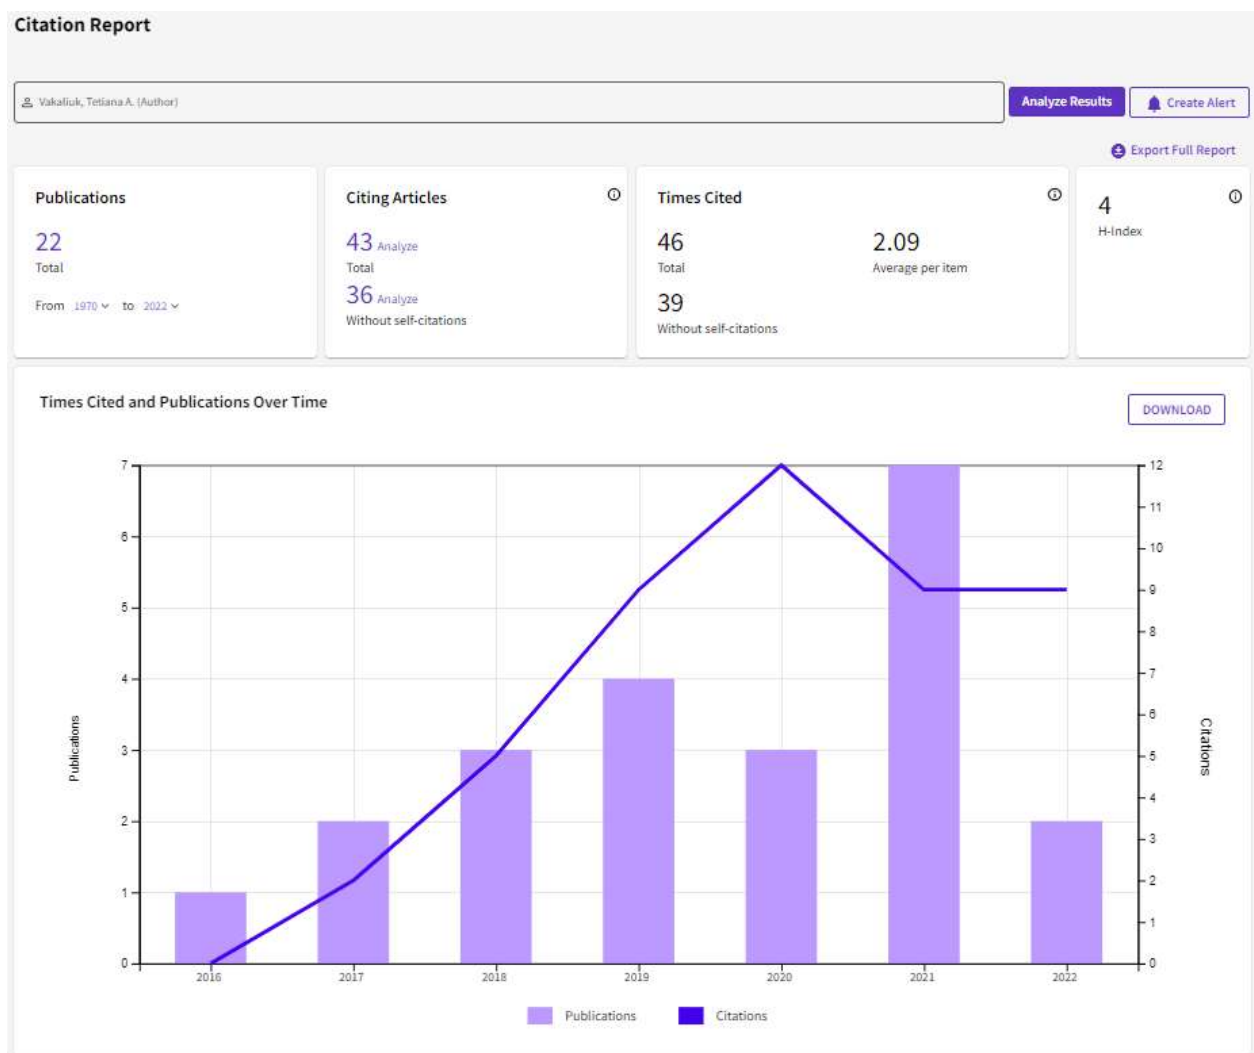 Citation Report
Vakaliuk, Tetiana A. (Author)
Analyze Results
Create Alert
Export Full Report
Publications
22
Total
From 1970 to 2022
Citing Articles
43 Analyze
Total
36 Analyze
Without self-citations
Times Cited
46
Total
39
Without self-citations
2.09
Average per item
4
H-Index
Times Cited and Publications Over Time
DOWNLOAD
7
6
5
4
3
2
1
0
Publications
12
11
10
9
8
7
6
5
4
3
2
1
0
Citations
2016 2017 2018 2019 2020 2021 2022
Publications Citations